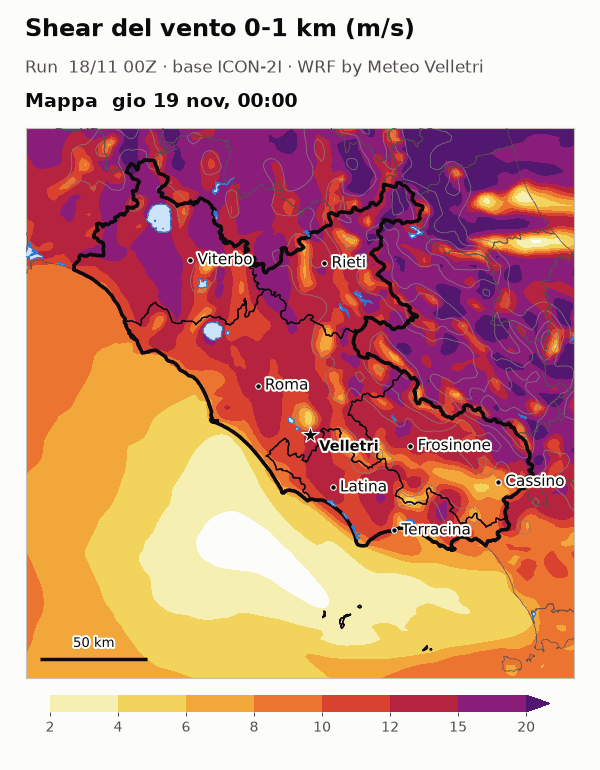 Shear del vento 0-1 km (m/s)
Run  18/11 00Z · base ICON-2I · WRF by Meteo Velletri
Mappa  gio 19 nov, 00:00
Viterbo
Rieti
Roma
Velletri
Frosinone
Latina
Cassino
Terracina
50 km
2 4 6 8 10 12 15 20